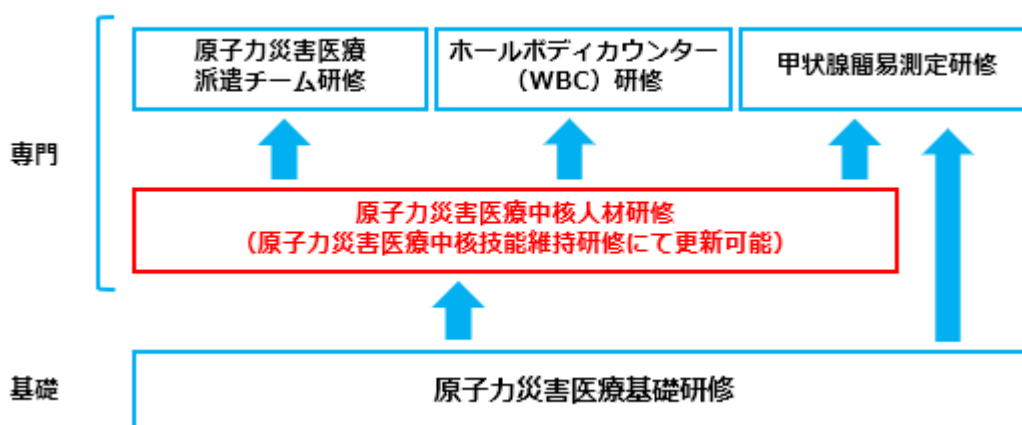 原子力災害医療
派遣チーム研修
ホールボディカウンター
（WBC）研修
甲状腺簡易測定研修
専門
原子力災害医療中核人材研修
（原子力災害医療中核技能維持研修にて更新可能）
基礎
原子力災害医療基礎研修